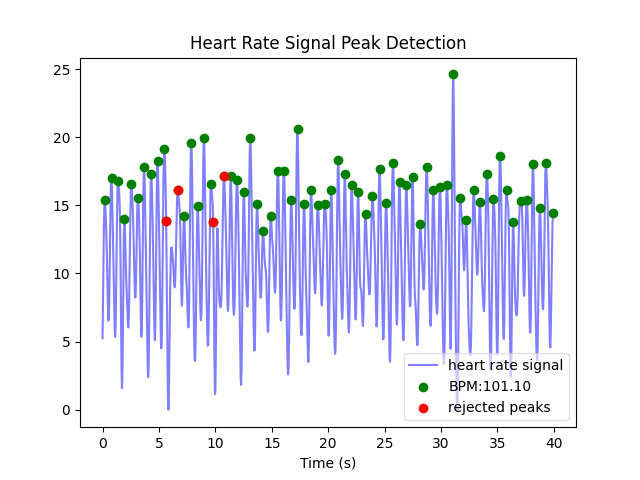 Heart Rate Signal Peak Detection
25
20
15
10
5
0
heart rate signal
BPM:101.10
rejected peaks
0 5 10 15 20 25 30 35 40
Time (s)